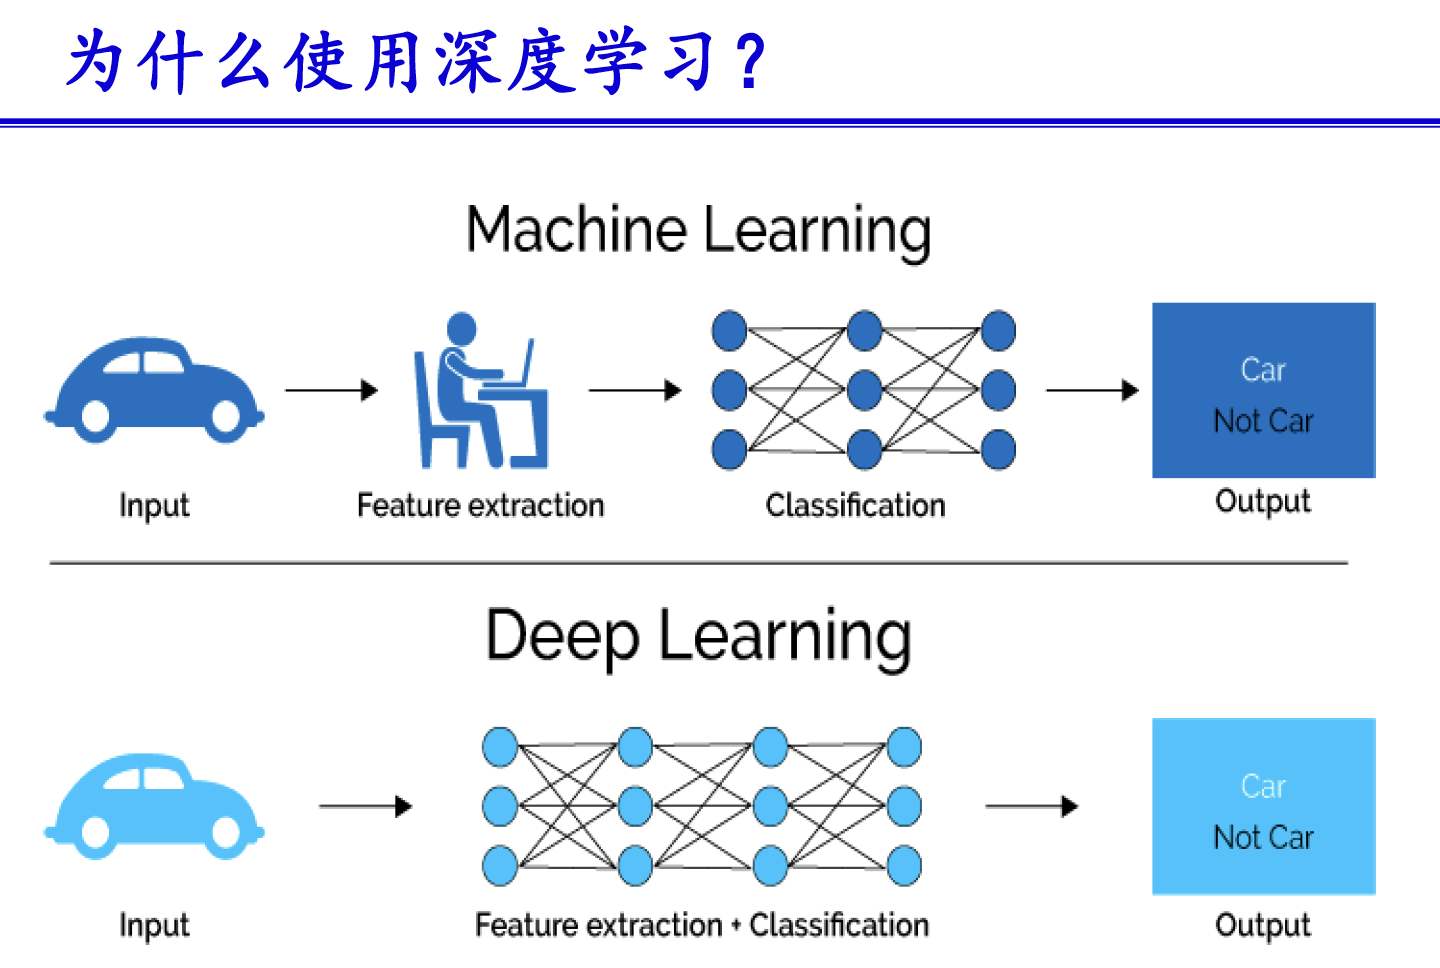 为什么使用深度学习？
Machine Learning
Car
Not Car
Input
Feature extraction
Classification
Output
Deep Learning
Car
Not Car
Input
Feature extraction + Classification
Output